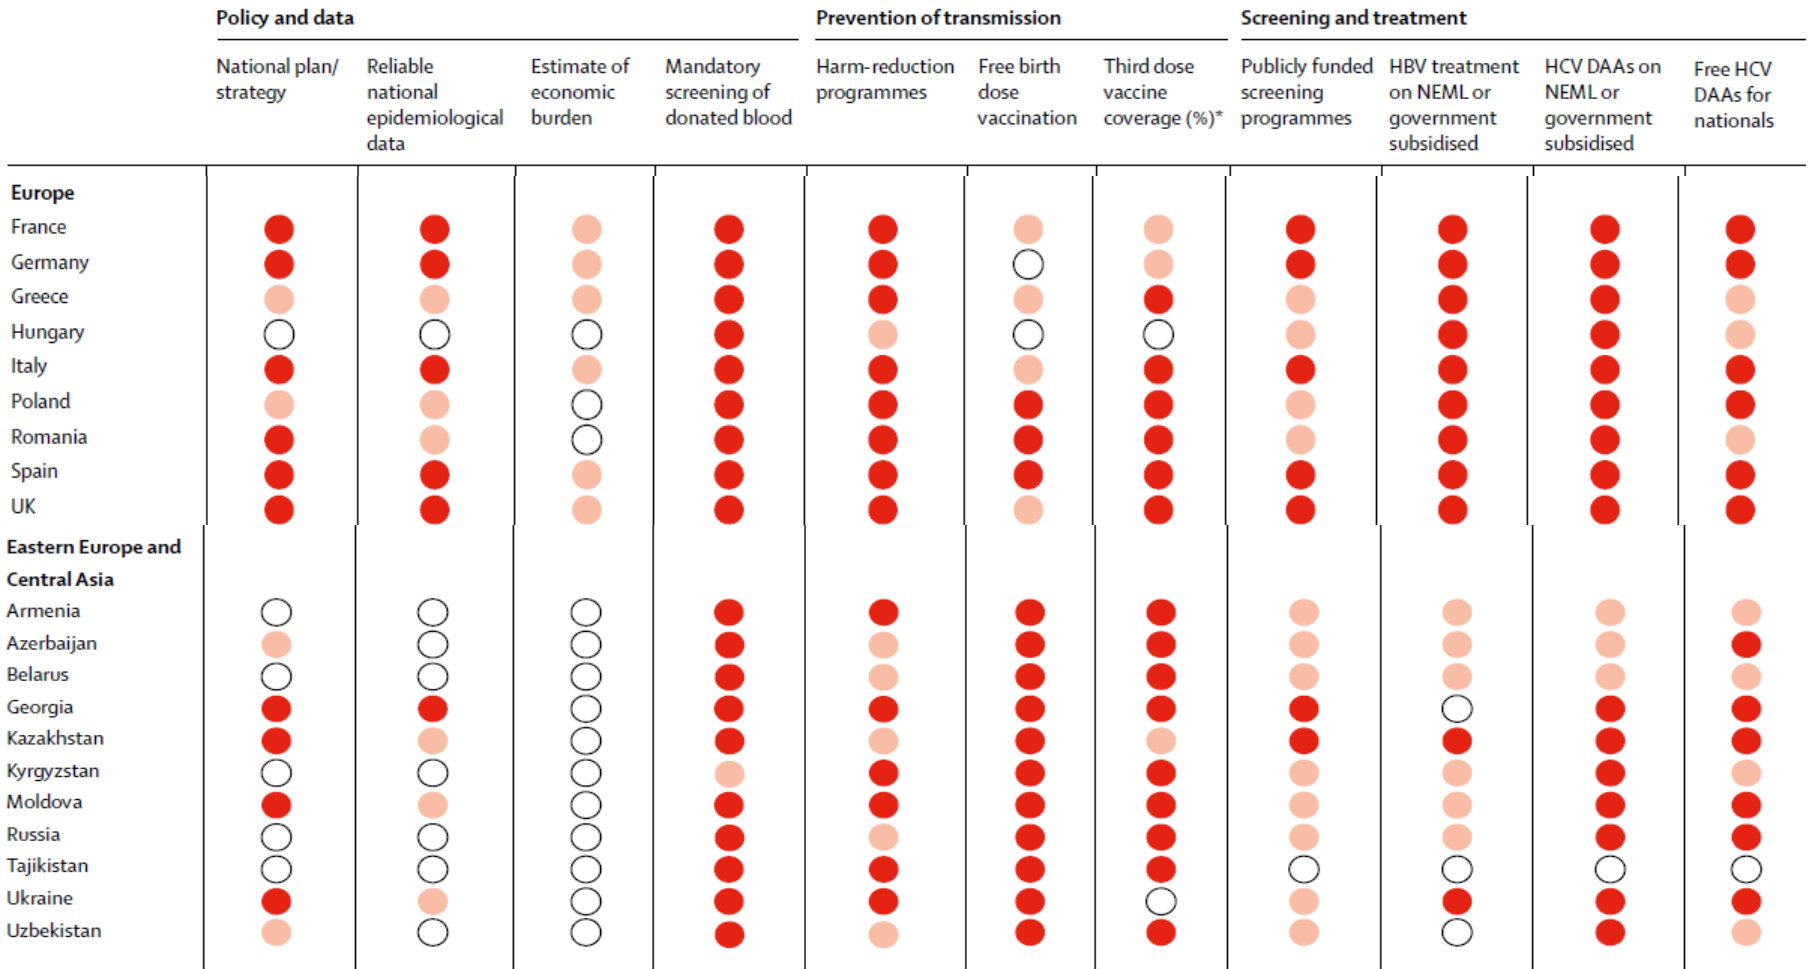 Policy and data
Prevention of transmission
Screening and treatment
National plan/
strategy
Reliable
national
epidemiological
data
Estimate of
economic
burden
Mandatory
screening of
donated blood
Harm-reduction
programmes
Free birth
dose
vaccination
Third dose
vaccine
coverage (%)*
Publicly funded
screening
programmes
HBV treatment
on NEML or
government
subsidised
HCV DAAs on
NEML or
government
subsidised
Free HCV
DAAs for
nationals
Europe
France
Germany
Greece
Hungary
Italy
Poland
Romania
Spain
UK
Eastern Europe and
Central Asia
Armenia
Azerbaijan
Belarus
Georgia
Kazakhstan
Kyrgyzstan
Moldova
Russia
Tajikistan
Ukraine
Uzbekistan